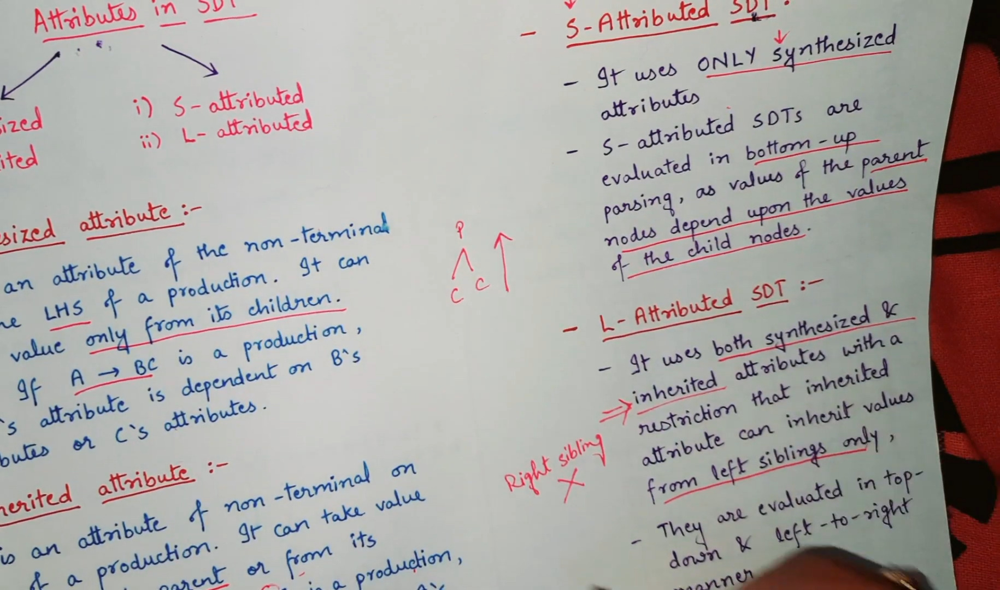 Attributes in SDT
i) S- attributed
ii) L- attributed
ized
ited
sized attribute :-
an attribute of the non-terminal
LHS of a production. It can
value only from its children.
If A → BC is a production,
's attribute is dependent on B's
butes or C's attributes.
herited attribute :-
is an attribute of non-terminal on
of a production. It can take value
parent or from its
is a production,
P
C C
- S-Attributed SDT :
- It uses ONLY synthesized
attributes
- S-attributed SDTs are
evaluated in bottom-up
parsing, as values of the parent
nodes depend upon the values
of the child nodes.
- L-Attributed SDT :-
- It uses both synthesized &
⇒ inherited attributes with a
restriction that inherited
attribute can inherit values
from left siblings only,
Right sibling
X
- They are evaluated in top-
down & left-to-right
manner